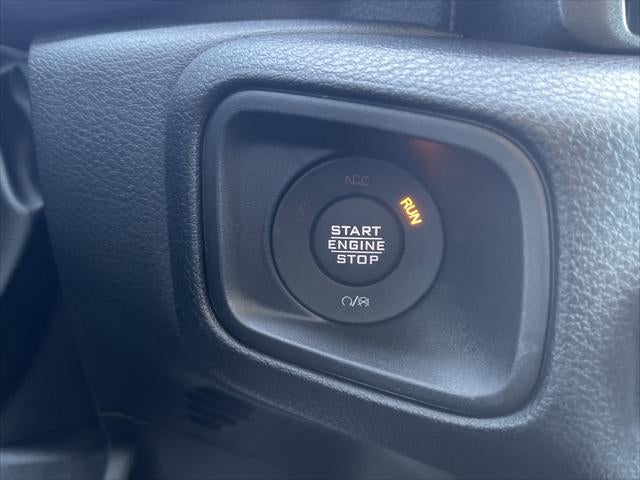 ACC
OFF
RUN
START
ENGINE
STOP